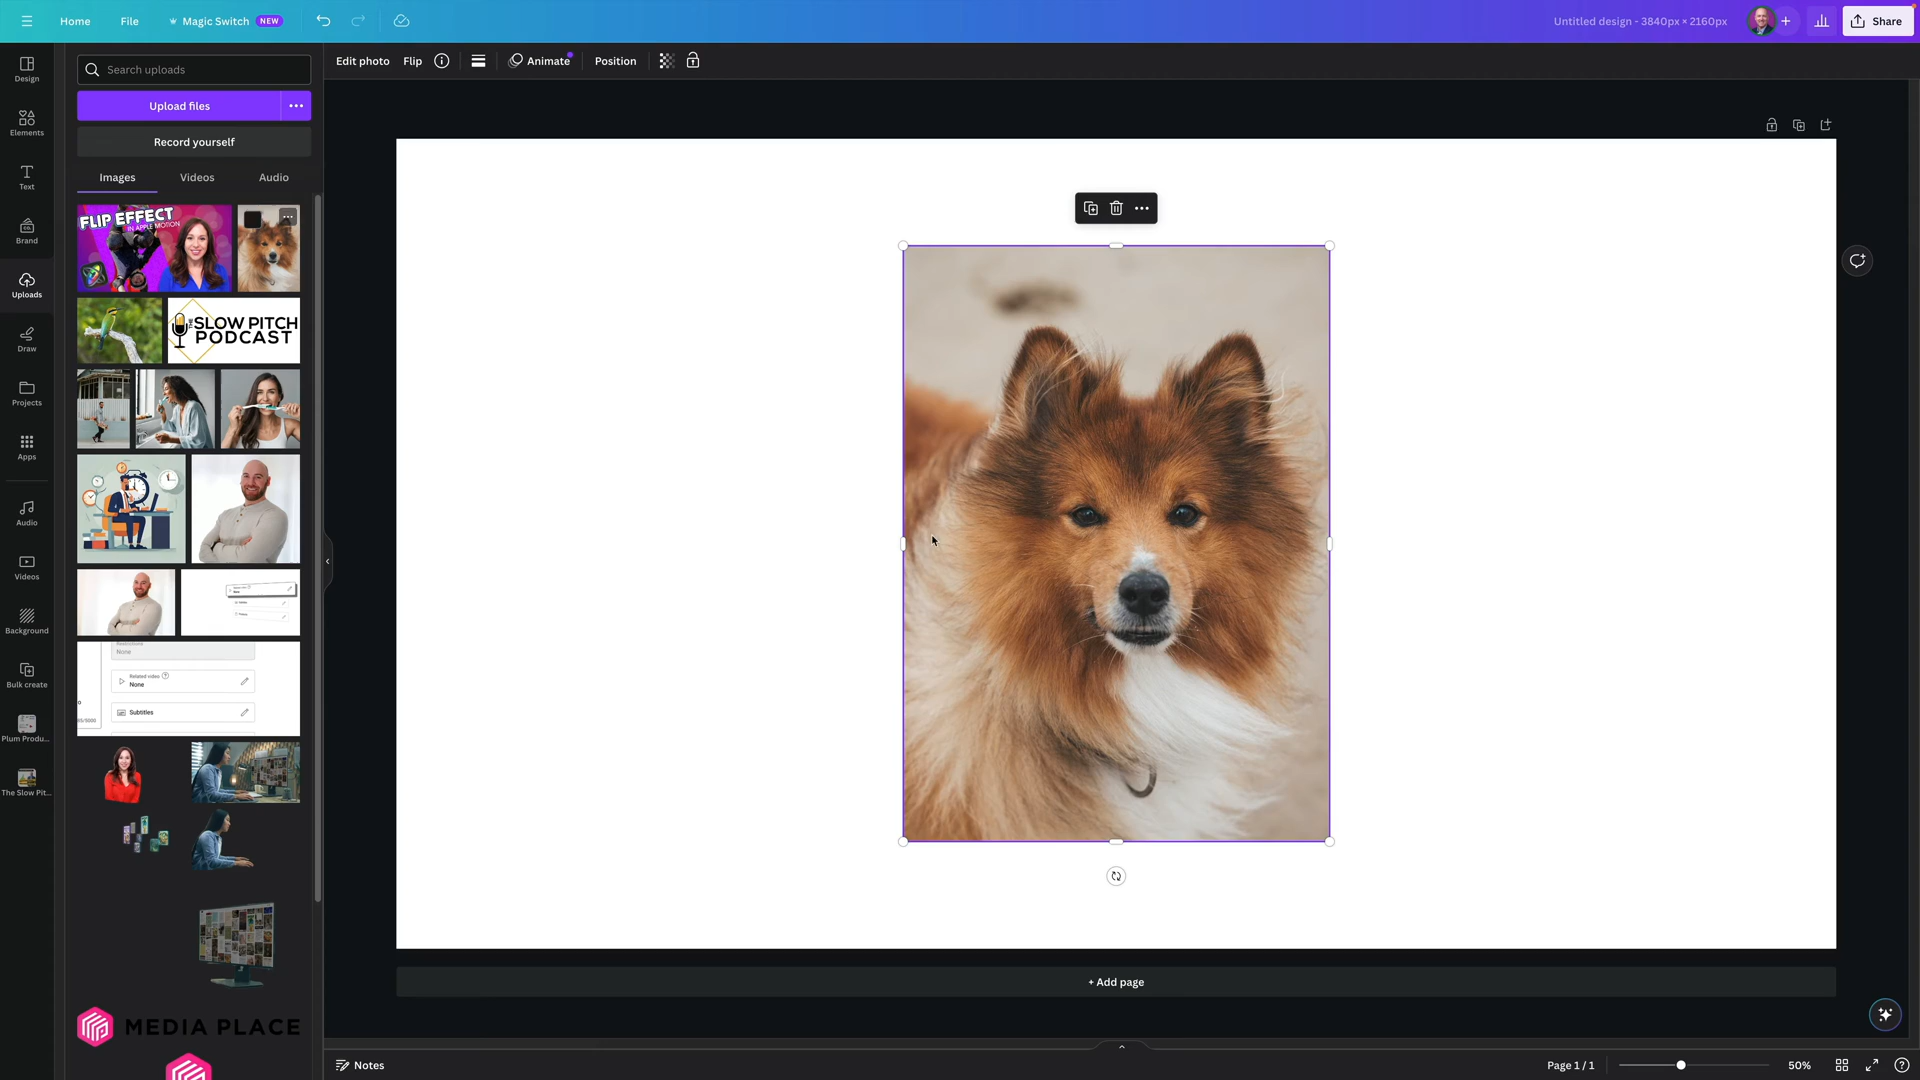 Home
File
Magic Switch
NEW
Untitled design - 3840px × 2160px
Share
Design
Elements
Text
Brand
Uploads
Draw
Projects
Apps
Audio
Videos
Background
Bulk create
Plum Produ...
The Slow Pit...
Search uploads
Upload files
Record yourself
Images
Videos
Audio
FLIP EFFECT
IN APPLE MOTION
THE SLOW PITCH
PODCAST
None
Related video
None
Subtitles
MEDIA PLACE
Edit photo
Flip
Animate
Position
+ Add page
Notes
Page 1 / 1
50%